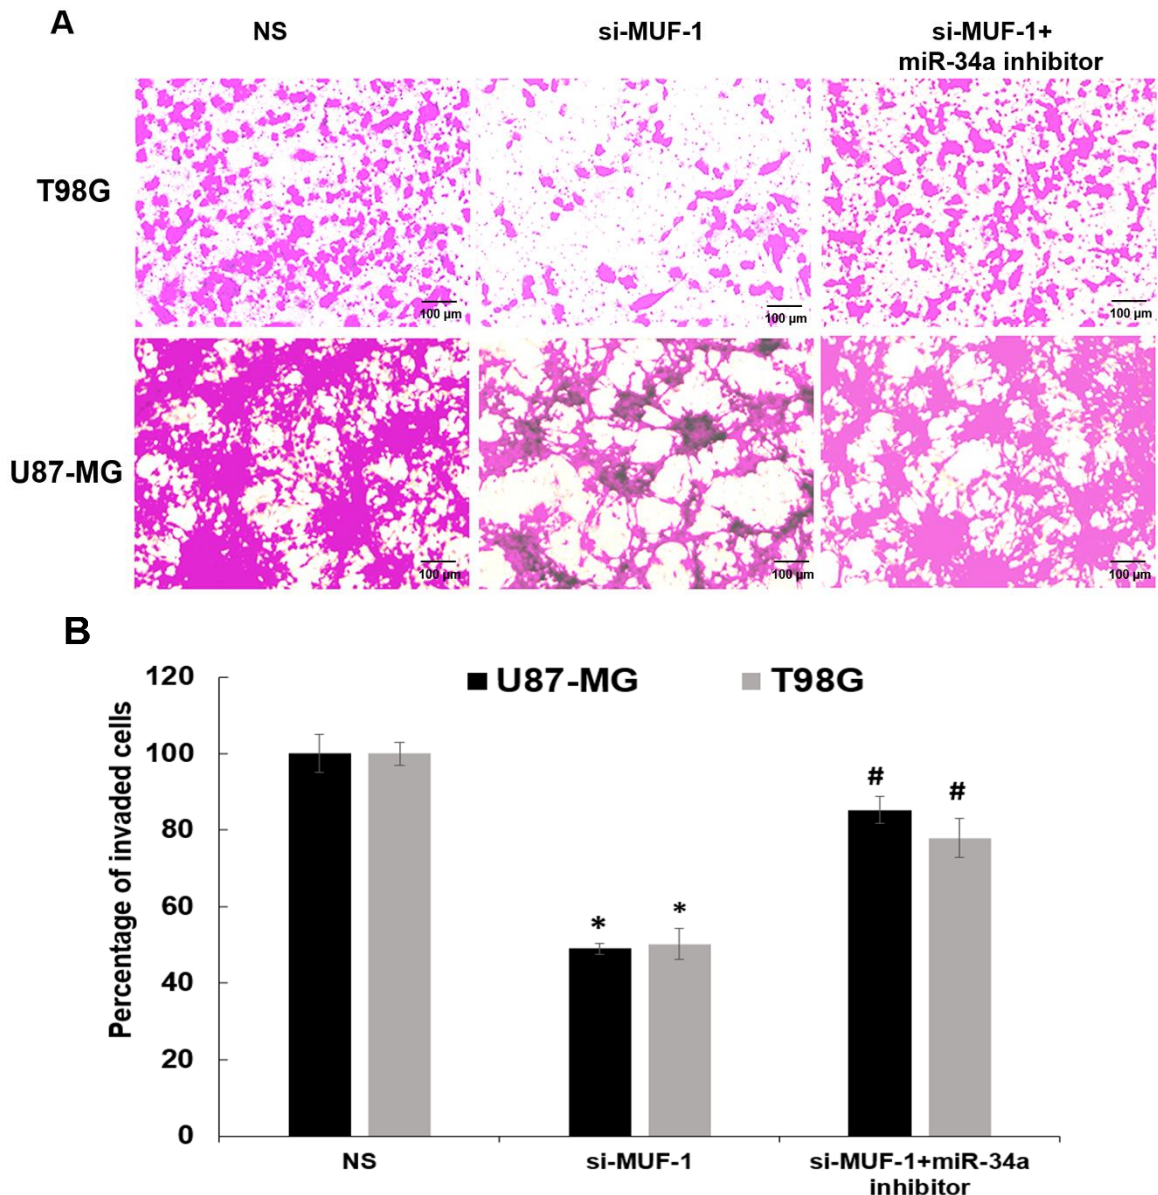 A
NS
si-MUF-1
si-MUF-1+
miR-34a inhibitor
T98G
100 µm
100 µm
100 µm
U87-MG
100 µm
100 µm
100 µm
B
120
100
80
60
40
20
0
Percentage of invaded cells
U87-MG
T98G
*
*
#
#
NS
si-MUF-1
si-MUF-1+miR-34a
inhibitor